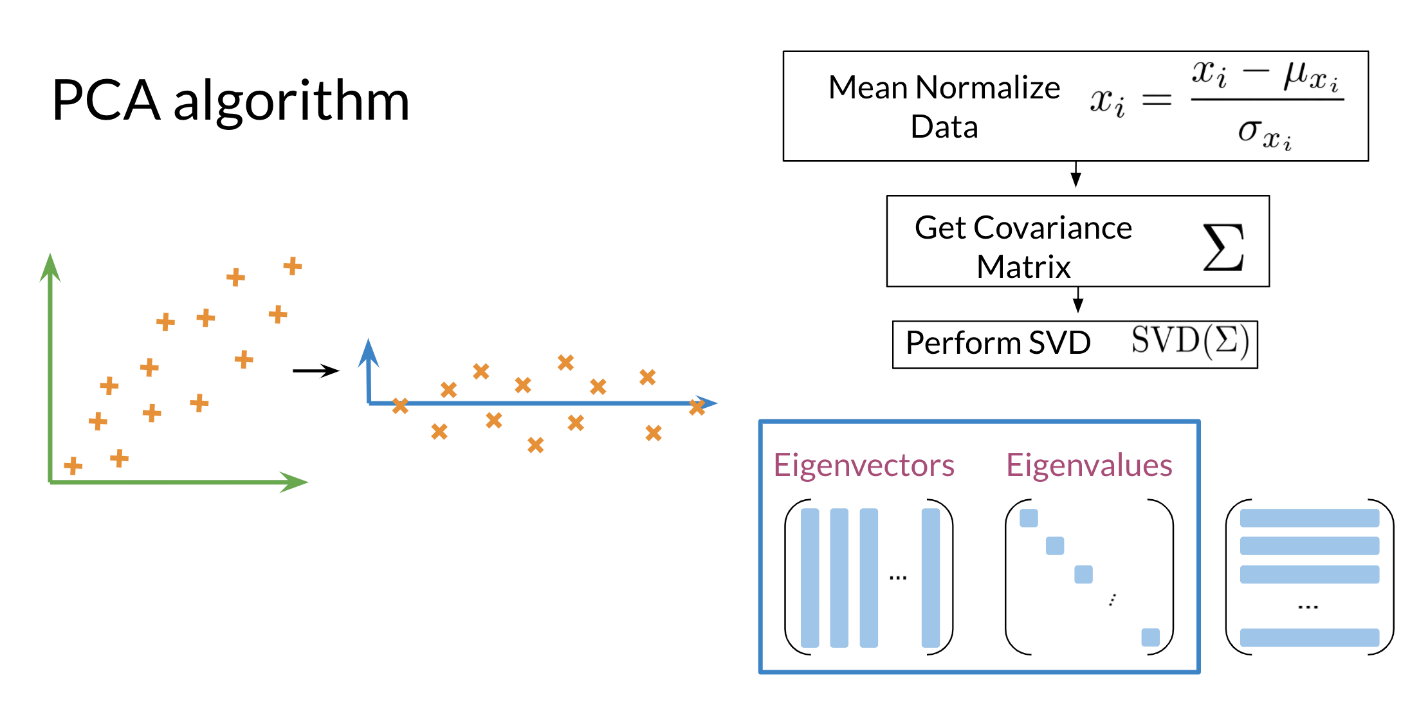 PCA algorithm
Mean Normalize
Data
x_i = \frac{x_i - μ_{x_i}}{σ_{x_i}}
Get Covariance
Matrix
Σ
Perform SVD SVD(Σ)
Eigenvectors Eigenvalues
... ... ...